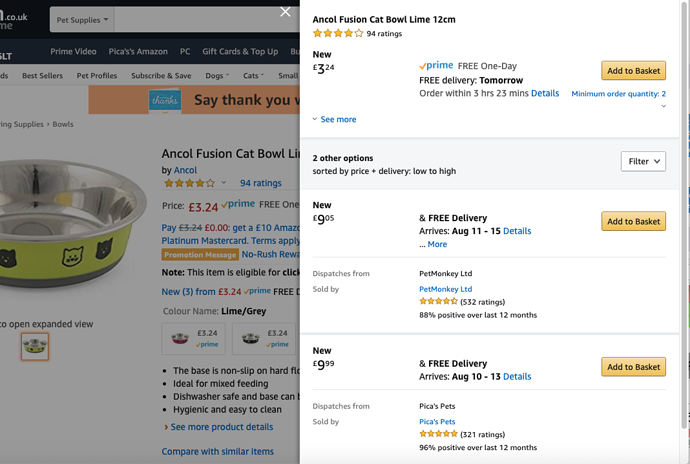 .co.uk
me
Pet Supplies
SLT
Prime Video Pica's's Amazon PC Gift Cards & Top Up Bu
ds Best Sellers Pet Profiles Subscribe & Save Dogs Cats Small
thanks
Say thank you w
ing Supplies › Bowls
Ancol Fusion Cat Bowl Li
by Ancol
94 ratings
Price: £3.24 prime FREE One
Pay £3.24 £0.00: get a £10 Amazo
Platinum Mastercard. Terms apply
Promotion Message No-Rush Rewa
Note: This item is eligible for click
New (3) from £3.24 prime FREE D
Colour Name: Lime/Grey
£3.24
prime
£3.24
prime
to open expanded view
The base is non-slip on hard flo
Ideal for mixed feeding
Dishwasher safe and base can b
Hygienic and easy to clean
› See more product details
Compare with similar Items
Ancol Fusion Cat Bowl Lime 12cm
94 ratings
New
£3.24
prime FREE One-Day
FREE delivery: Tomorrow
Order within 3 hrs 23 mins Details
Add to Basket
Minimum order quantity: 2
See more
2 other options
sorted by price + delivery: low to high
Filter
New
£9.05
& FREE Delivery
Arrives: Aug 11 - 15 Details
... More
Add to Basket
Dispatches from PetMonkey Ltd
Sold by PetMonkey Ltd
(532 ratings)
88% positive over last 12 months
New
£9.99
& FREE Delivery
Arrives: Aug 10 - 13 Details
Add to Basket
Dispatches from Pica's Pets
Sold by Pica's Pets
(321 ratings)
96% positive over last 12 months